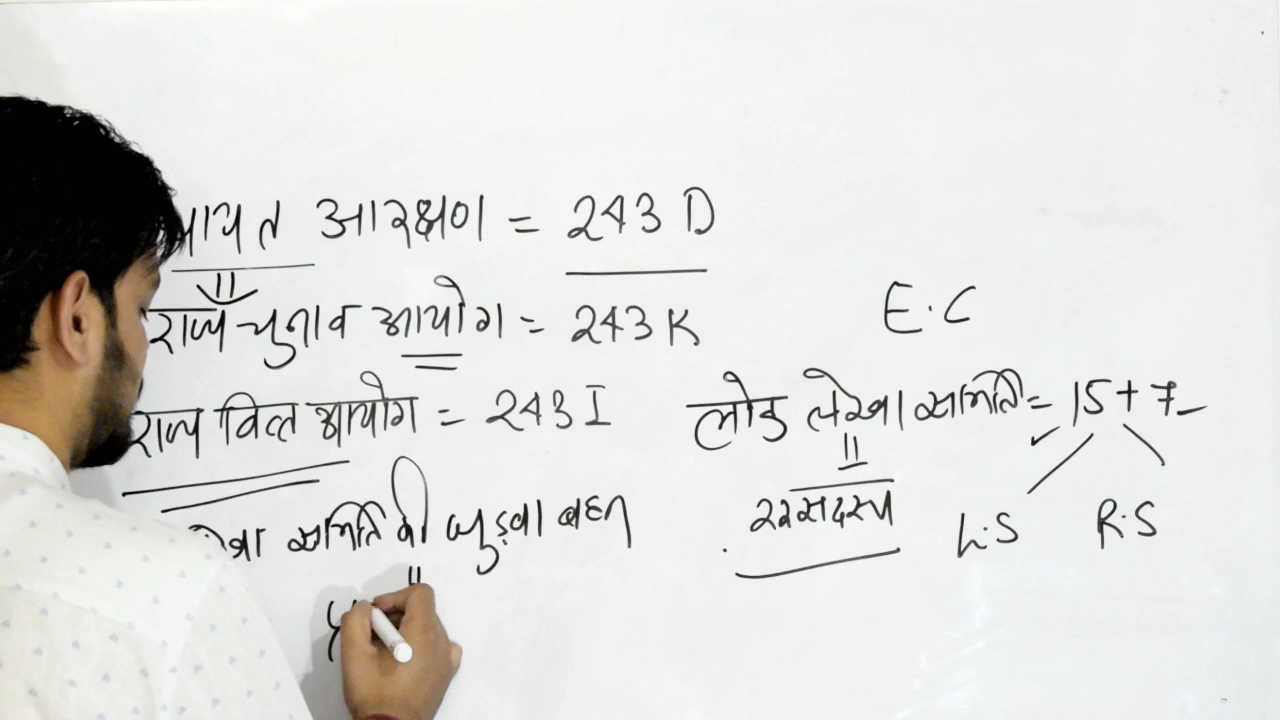 आरक्षण = 243 D
राज्य चुनाव आयोग = 243 K
राज्य वित्त आयोग = 243 I
समिति की जुड़वा बहन
E.C
लोक लेखा समिति = 15 + 7
22 सदस्य
L.S R.S